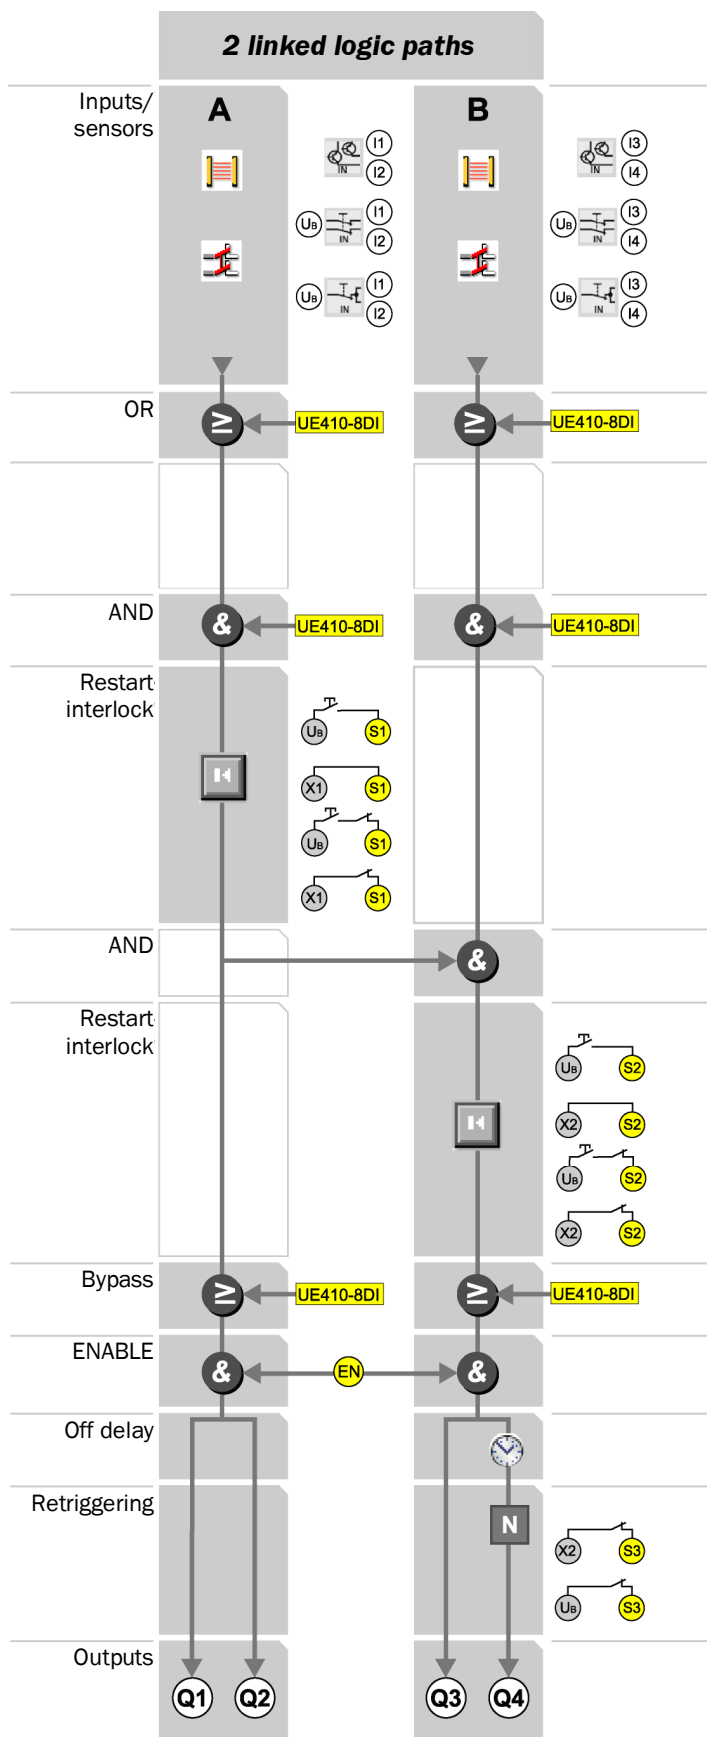 2 linked logic paths
Inputs/
sensors
A
B
I1
I2
IN
I3
I4
IN
UB
I1
I2
IN
UB
I3
I4
IN
UB
I1
I2
IN
UB
I3
I4
IN
OR
≥
UE410-8DI
≥
UE410-8DI
AND
&
UE410-8DI
&
UE410-8DI
Restart
interlock
UB
S1
X1
S1
UB
S1
X1
S1
AND
&
Restart
interlock
UB
S2
X2
S2
UB
S2
X2
S2
Bypass
≥
UE410-8DI
≥
UE410-8DI
ENABLE
&
EN
&
Off delay
Retriggering
N
X2
S3
UB
S3
Outputs
Q1
Q2
Q3
Q4